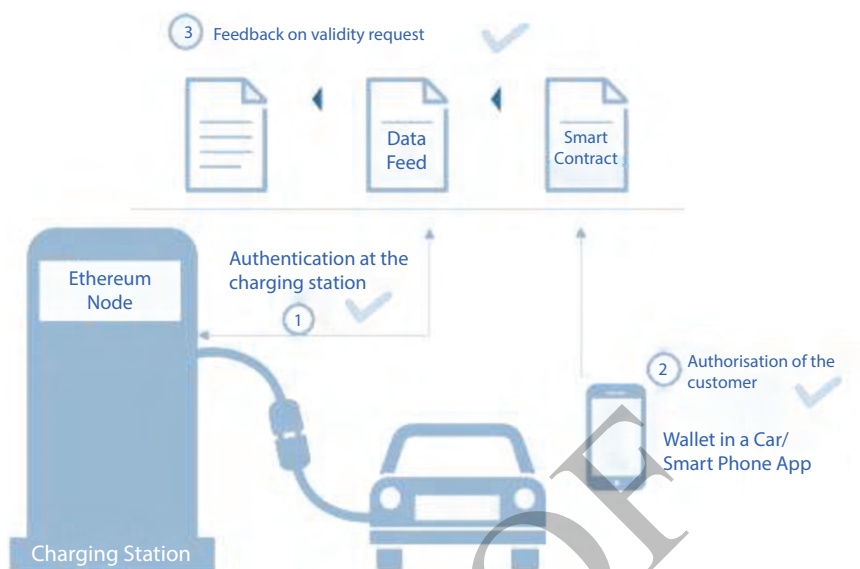 3 Feedback on validity request
Data
Feed
Smart
Contract
Ethereum
Node
Authentication at the
charging station
1
2 Authorisation of the
customer
Wallet in a Car/
Smart Phone App
Charging Station